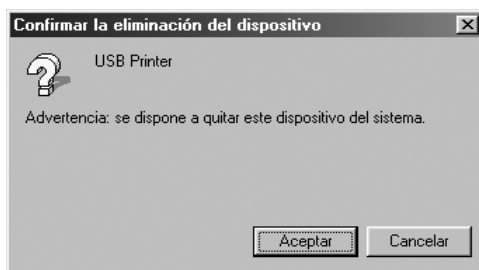 Confirmar la eliminación del dispositivo
USB Printer
Advertencia: se dispone a quitar este dispositivo del sistema.
Aceptar
Cancelar